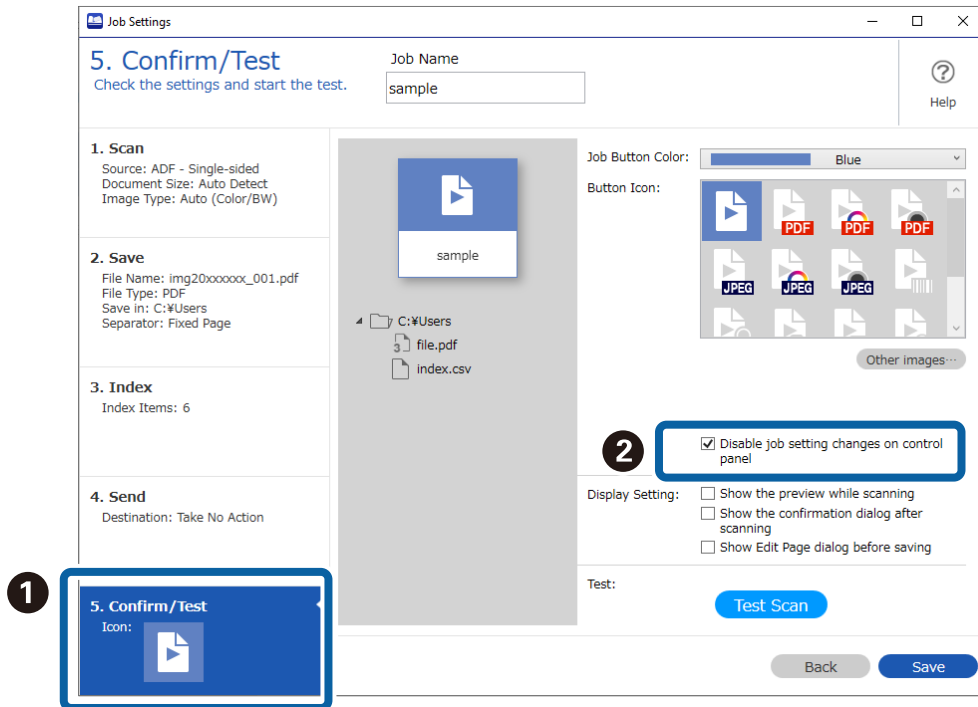 Job Settings
5. Confirm/Test
Check the settings and start the test.
Job Name
sample
Help
1. Scan
Source: ADF - Single-sided
Document Size: Auto Detect
Image Type: Auto (Color/BW)
2. Save
File Name: img20xxxxxx_001.pdf
File Type: PDF
Save in: C:¥Users
Separator: Fixed Page
3. Index
Index Items: 6
4. Send
Destination: Take No Action
1
5. Confirm/Test
Icon:
sample
C:¥Users
3 file.pdf
index.csv
Job Button Color:
Blue
Button Icon:
PDF PDF PDF
JPEG JPEG JPEG
Other images···
2
Disable job setting changes on control
panel
Display Setting:
Show the preview while scanning
Show the confirmation dialog after
scanning
Show Edit Page dialog before saving
Test:
Test Scan
Back
Save